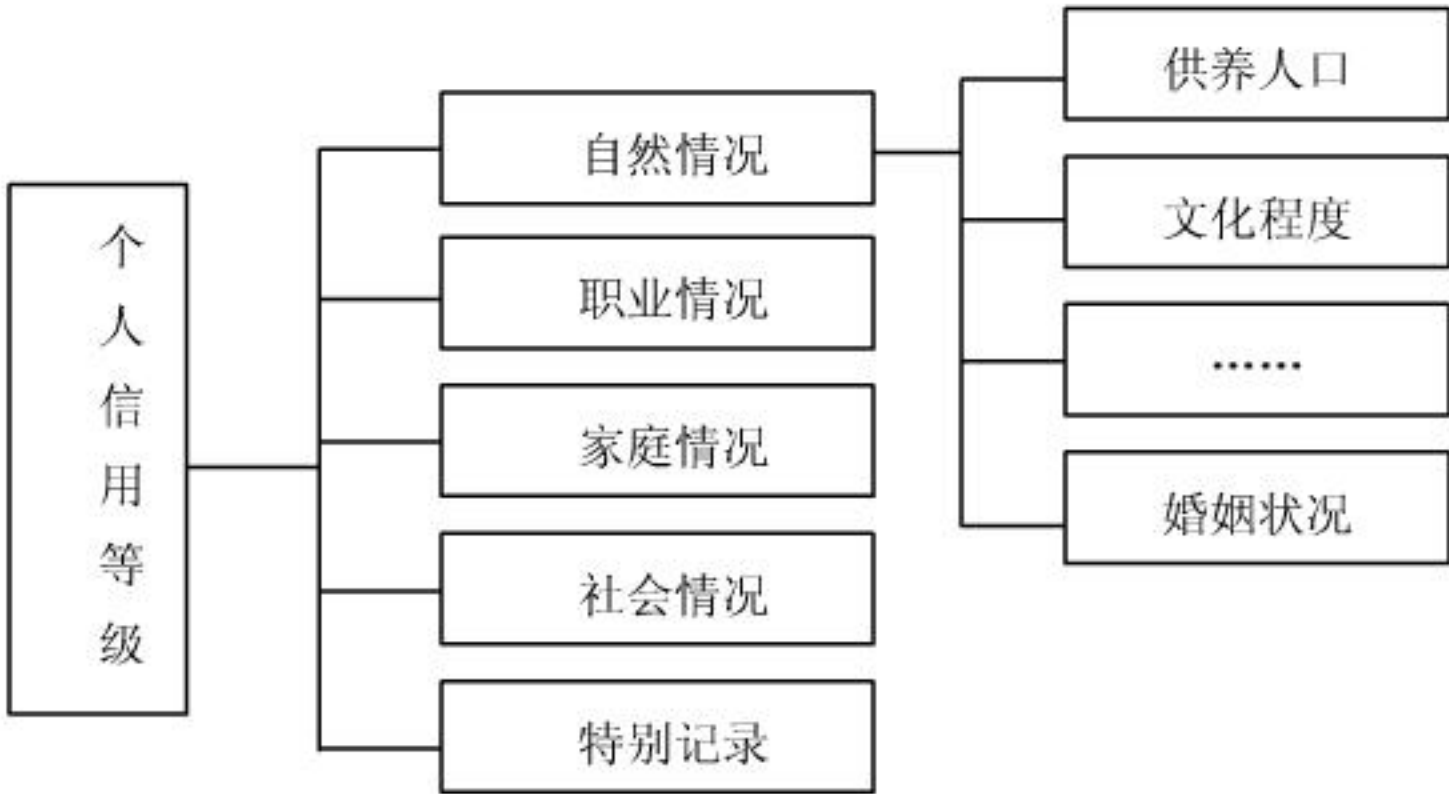 个人信用等级
自然情况
职业情况
家庭情况
社会情况
特别记录
供养人口
文化程度
……
婚姻状况